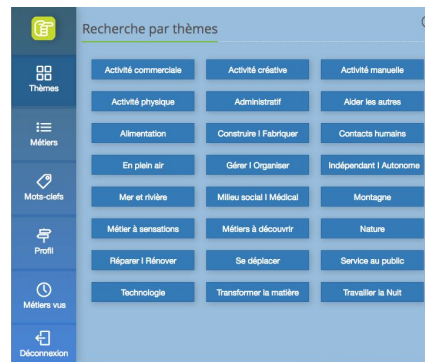 Recherche par thèmes
Thèmes
Métiers
Mots-clefs
Profil
Métiers vus
Déconnexion
Activité commerciale
Activité créative
Activité manuelle
Activité physique
Administratif
Aider les autres
Alimentation
Construire I Fabriquer
Contacts humains
En plein air
Gérer I Organiser
Indépendant I Autonome
Mer et rivière
Milieu social I Médical
Montagne
Métier à sensations
Métiers à découvrir
Nature
Réparer I Rénover
Se déplacer
Service au public
Technologie
Transformer la matière
Travailler la Nuit